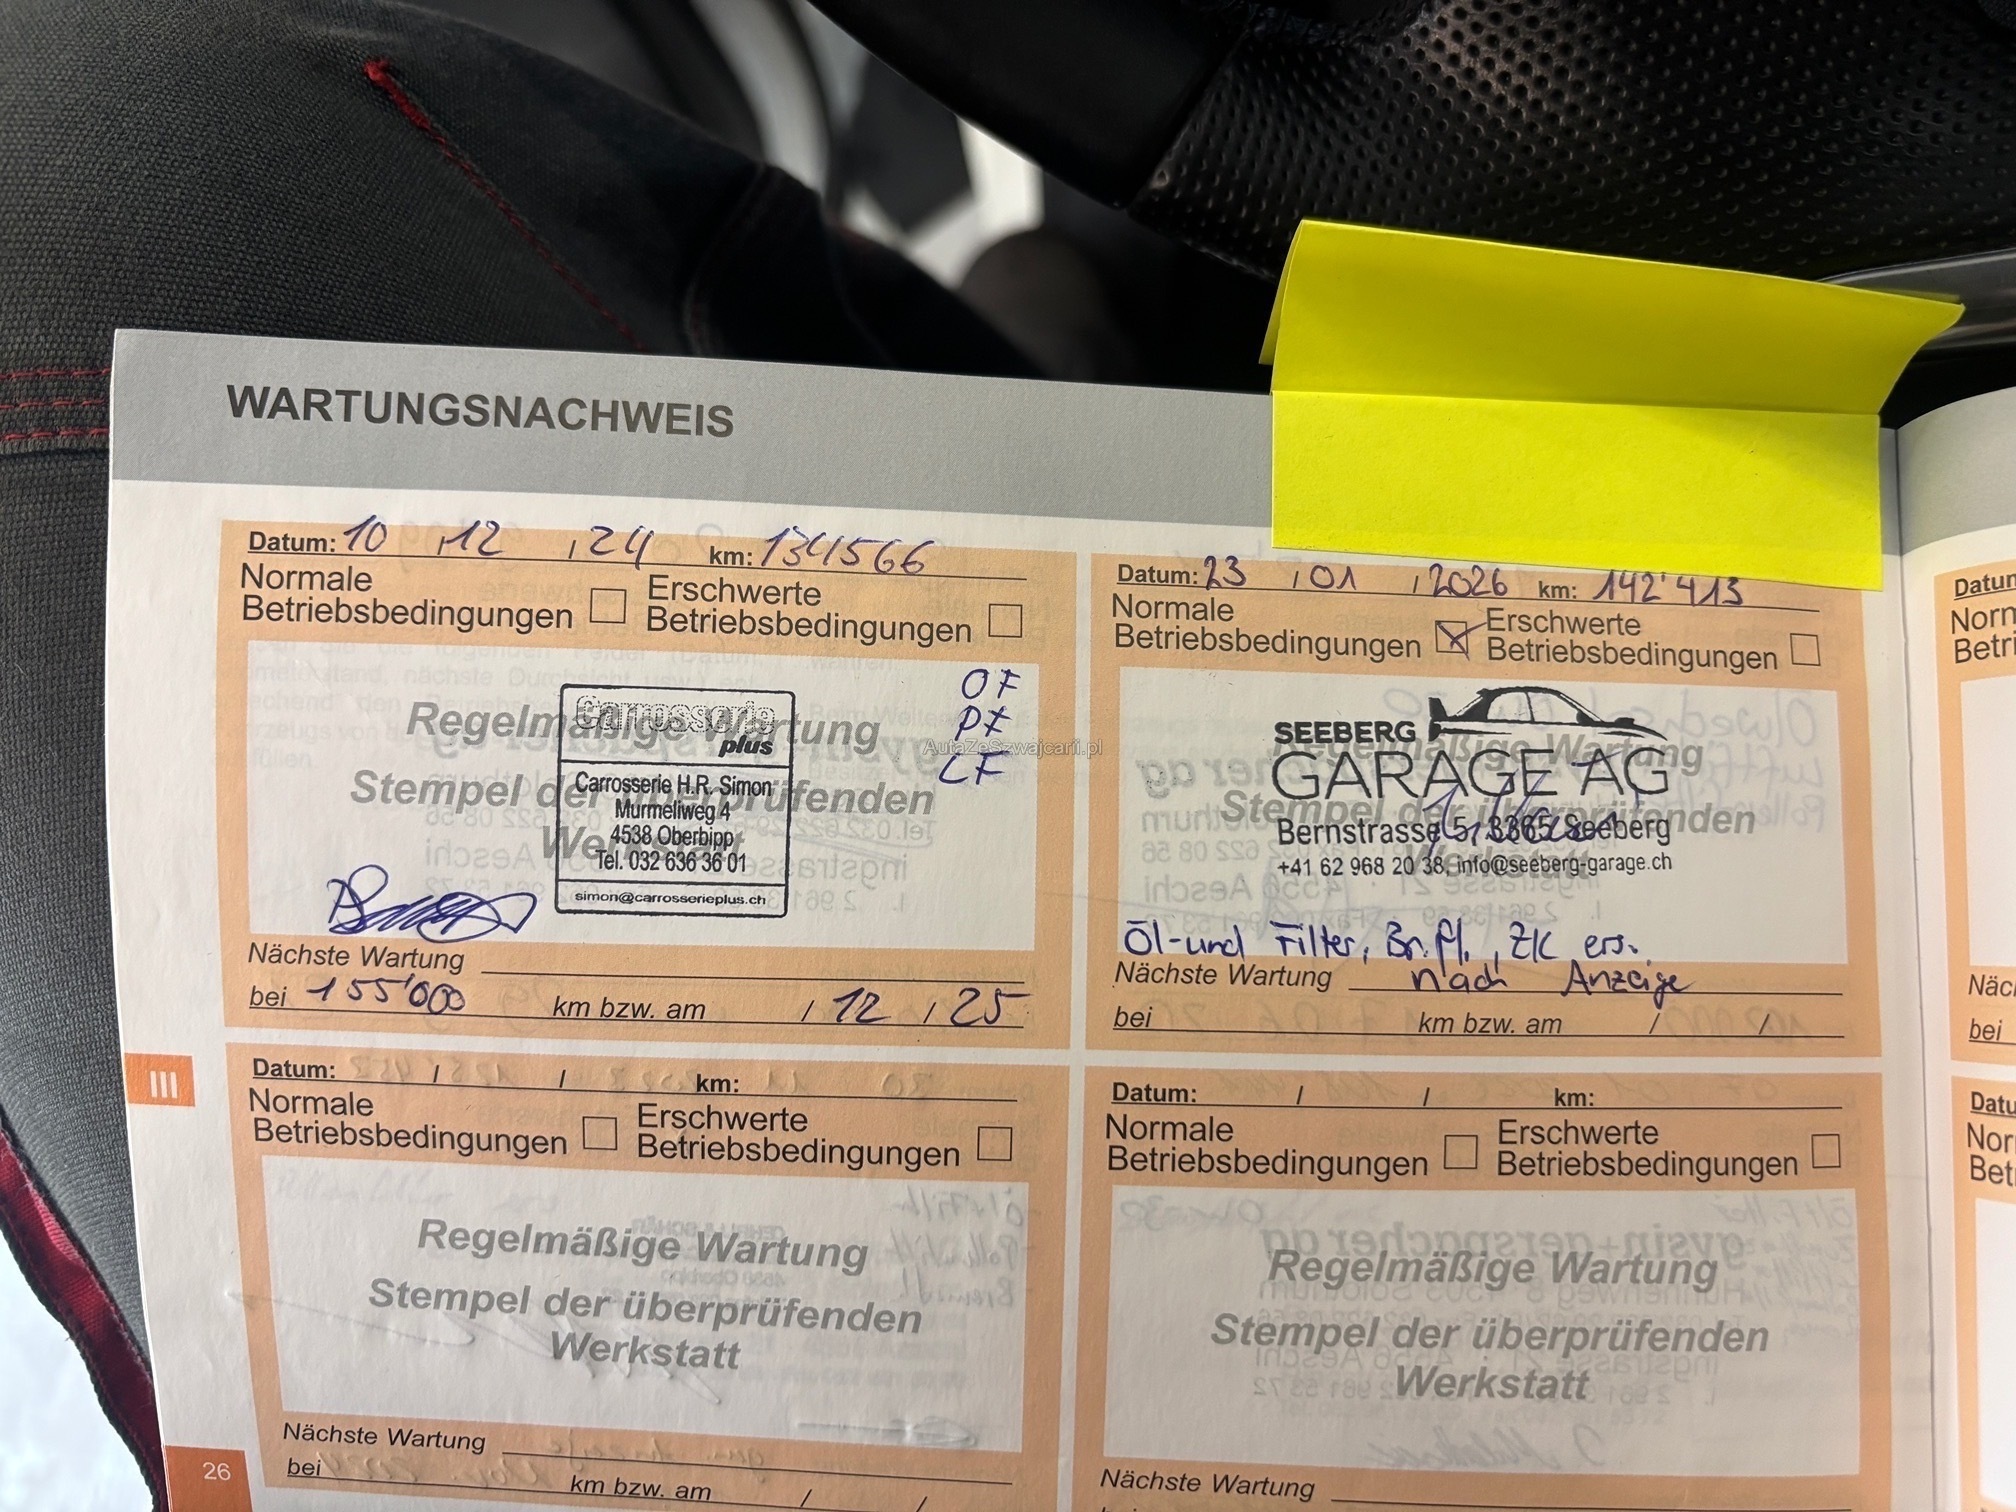 WARTUNGSNACHWEIS
Datum: 10 / 12 / 24 km: 134566
Normale Betriebsbedingungen
Erschwerte Betriebsbedingungen
Regelmäßige Wartung
Stempel der überprüfenden
Werkstatt
Carrosserie
plus
Carrosserie H.R. Simon
Murmeliweg 4
4538 Oberbipp
Tel. 032 636 36 01
simon@carrosserieplus.ch
OF
PF
LF
Nächste Wartung
bei 155'000 km bzw. am / 12 / 25
Datum: 23 / 01 / 2026 km: 142'413
Normale Betriebsbedingungen
Erschwerte Betriebsbedingungen
Regelmäßige Wartung
Stempel der überprüfenden
Werkstatt
SEEBERG
GARAGE AG
Bernstrasse 5, 3365 Seeberg
+41 62 968 20 38, info@seeberg-garage.ch
Öl-und Filter, Br.fl., ZK ers.
Nächste Wartung nach Anzeige
bei km bzw. am / /
AutaZeSzwajcarii.pl
III
Datum: / / km:
Normale Betriebsbedingungen
Erschwerte Betriebsbedingungen
Regelmäßige Wartung
Stempel der überprüfenden
Werkstatt
Nächste Wartung
bei km bzw. am / /
Datum: / / km:
Normale Betriebsbedingungen
Erschwerte Betriebsbedingungen
Regelmäßige Wartung
Stempel der überprüfenden
Werkstatt
Nächste Wartung
26